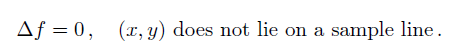 Δf = 0, (x, y) does not lie on a sample line.